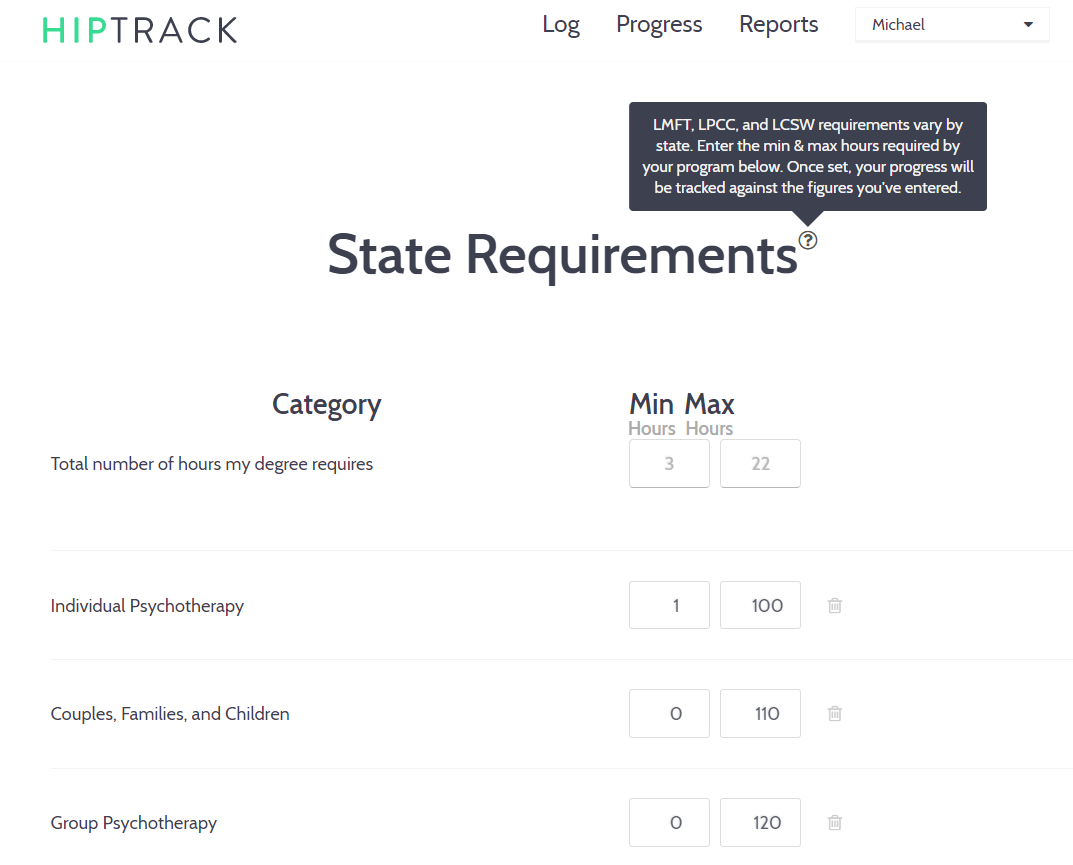 HIPTRACK Log Progress Reports Michael
LMFT, LPCC, and LCSW requirements vary by
state. Enter the min & max hours required by
your program below. Once set, your progress will
be tracked against the figures you've entered.
State Requirements?
Category Min Max
Hours Hours
Total number of hours my degree requires 3 22
Individual Psychotherapy 1 100
Couples, Families, and Children 0 110
Group Psychotherapy 0 120